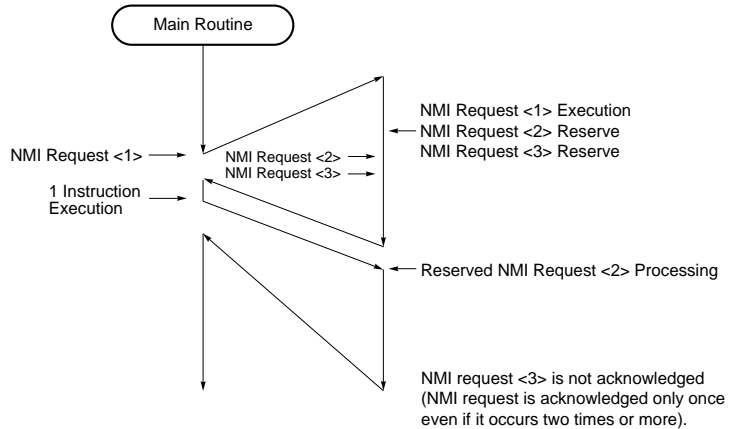 Main Routine
NMI Request <1> Execution
NMI Request <2> Reserve
NMI Request <3> Reserve
NMI Request <1>
NMI Request <2>
NMI Request <3>
1 Instruction
Execution
Reserved NMI Request <2> Processing
NMI request <3> is not acknowledged
(NMI request is acknowledged only once
even if it occurs two times or more).